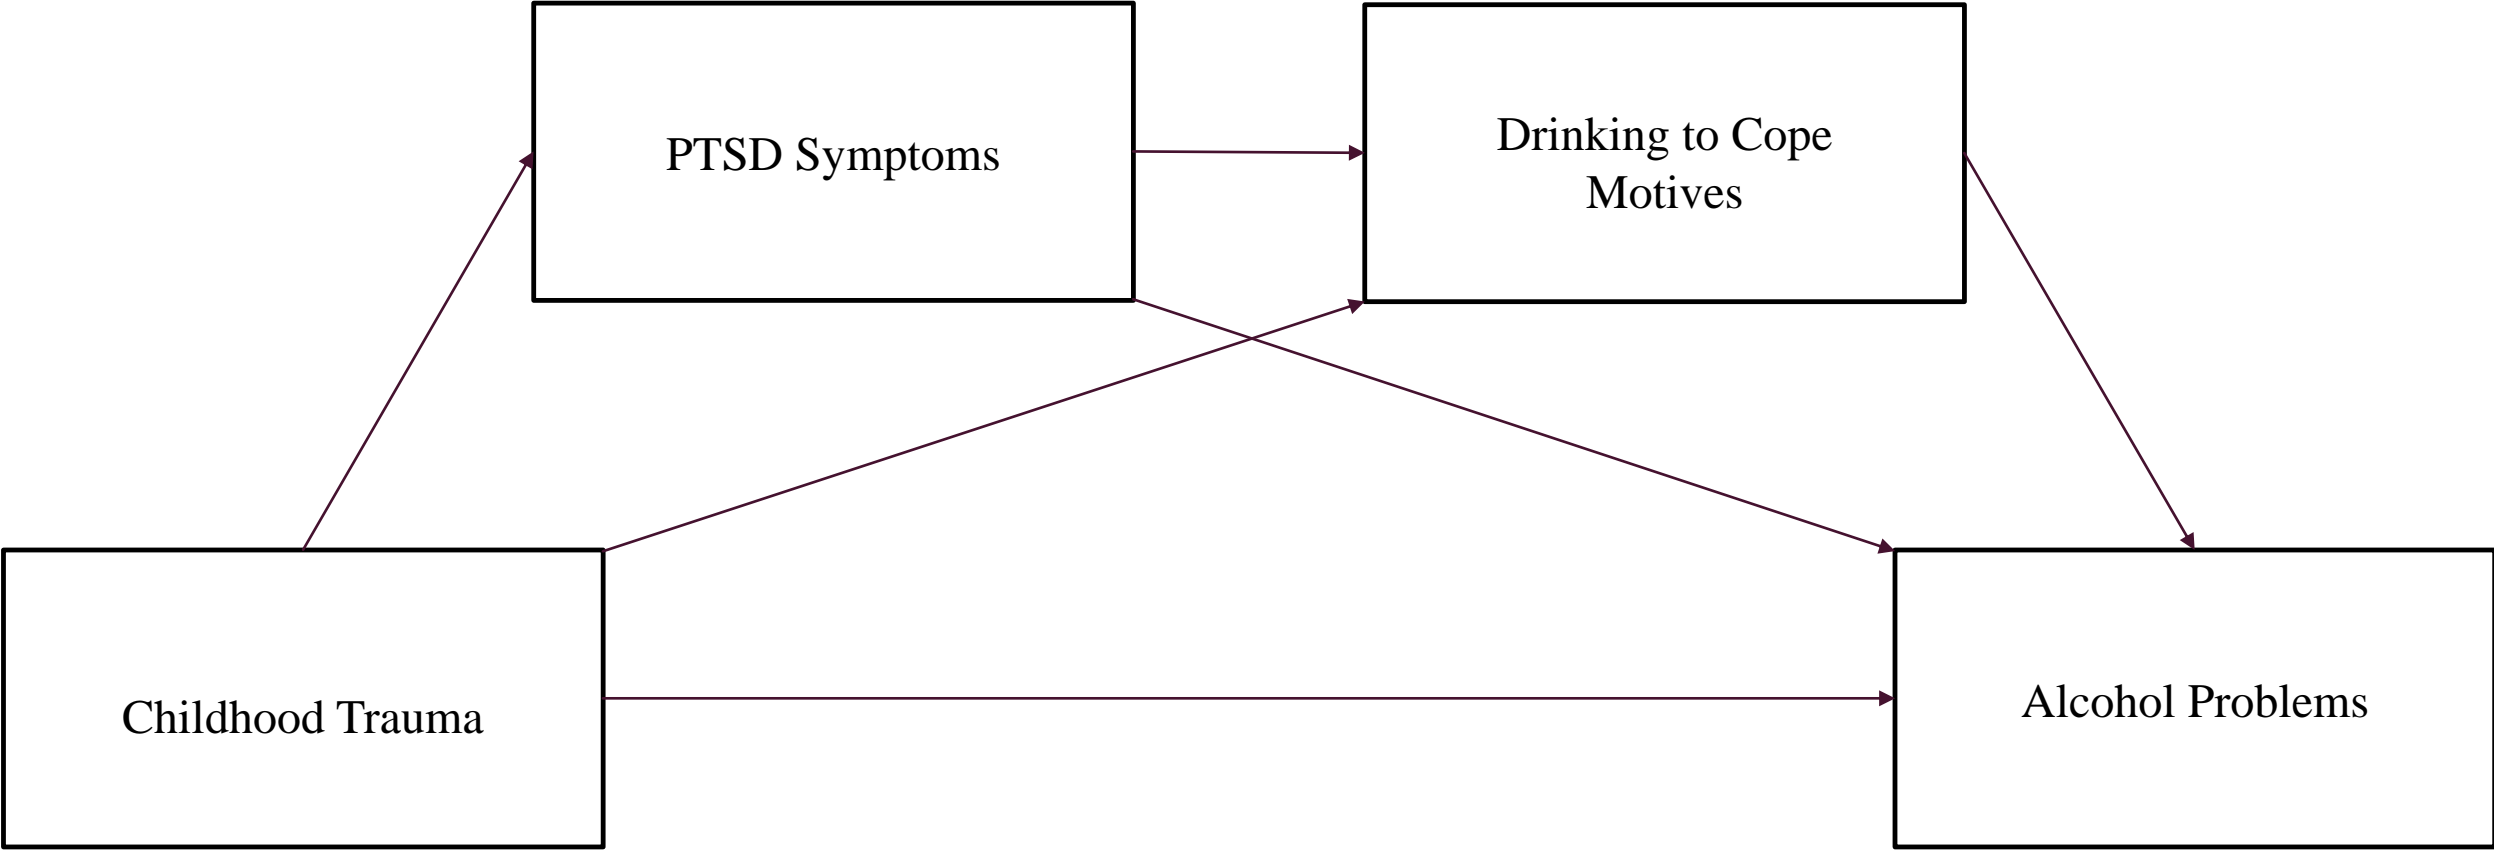 PTSD Symptoms
Drinking to Cope
Motives
Childhood Trauma
Alcohol Problems